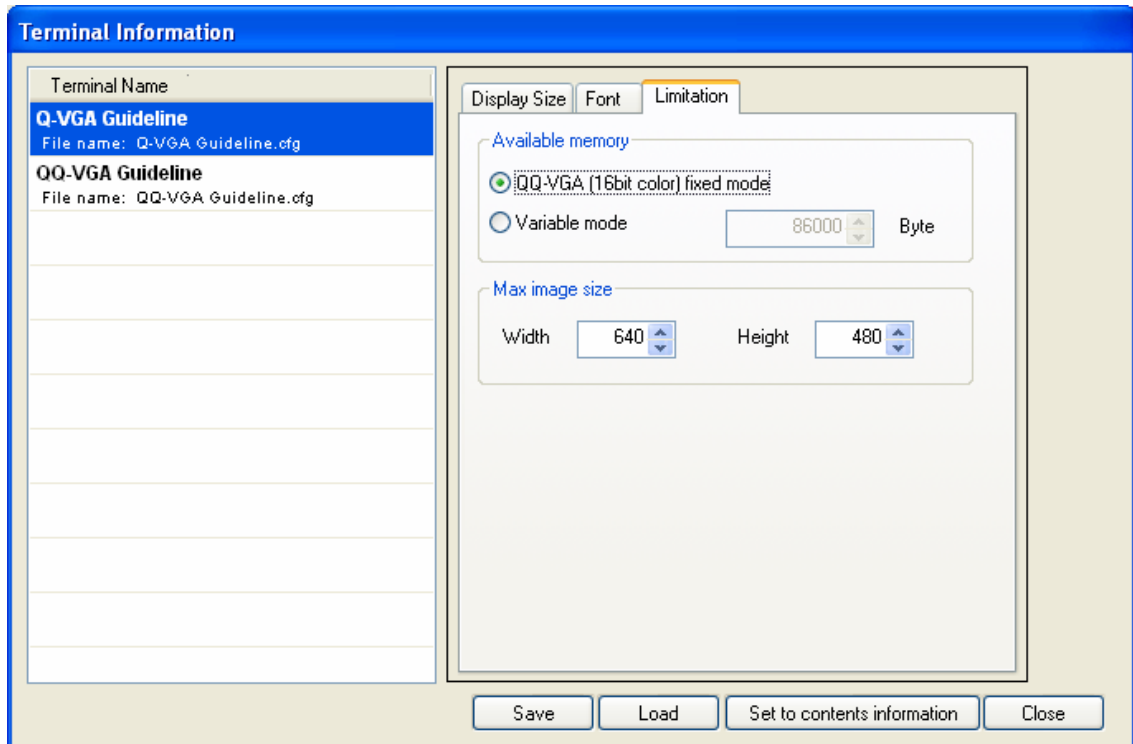 Terminal Information
Terminal Name
Q-VGA Guideline
File name: Q-VGA Guideline.cfg
QQ-VGA Guideline
File name: QQ-VGA Guideline.cfg
Display Size Font Limitation
Available memory
QQ-VGA (16bit color) fixed mode
Variable mode 86000 Byte
Max image size
Width 640 Height 480
Save Load Set to contents information Close